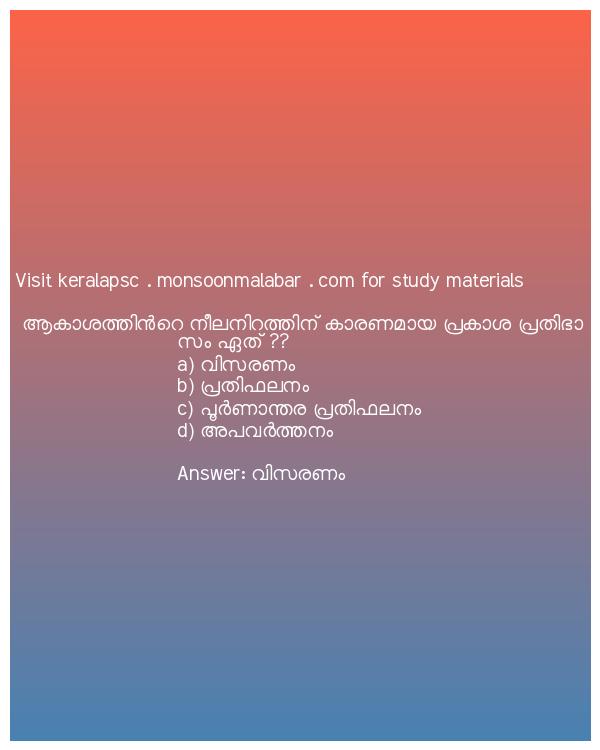 Visit keralapsc . monsoonmalabar . com for study materials
ആകാശത്തിൻറെ നീലനിറത്തിന് കാരണമായ പ്രകാശ പ്രതിഭാ
സം ഏത് ??
a) വിസരണം
b) പ്രതിഫലനം
c) പൂർണാന്തര പ്രതിഫലനം
d) അപവർത്തനം
Answer: വിസരണം